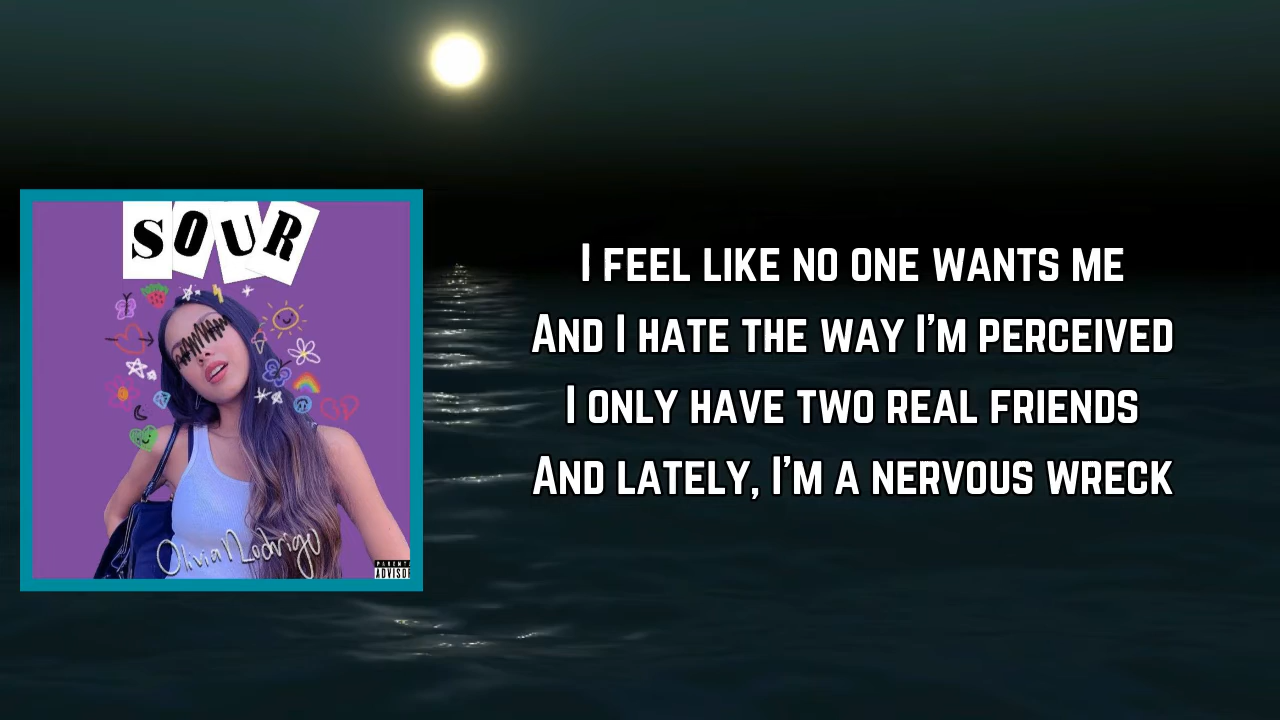 SOUR
Olivia Rodrigo
I FEEL LIKE NO ONE WANTS ME
AND I HATE THE WAY I'M PERCEIVED
I ONLY HAVE TWO REAL FRIENDS
AND LATELY, I'M A NERVOUS WRECK